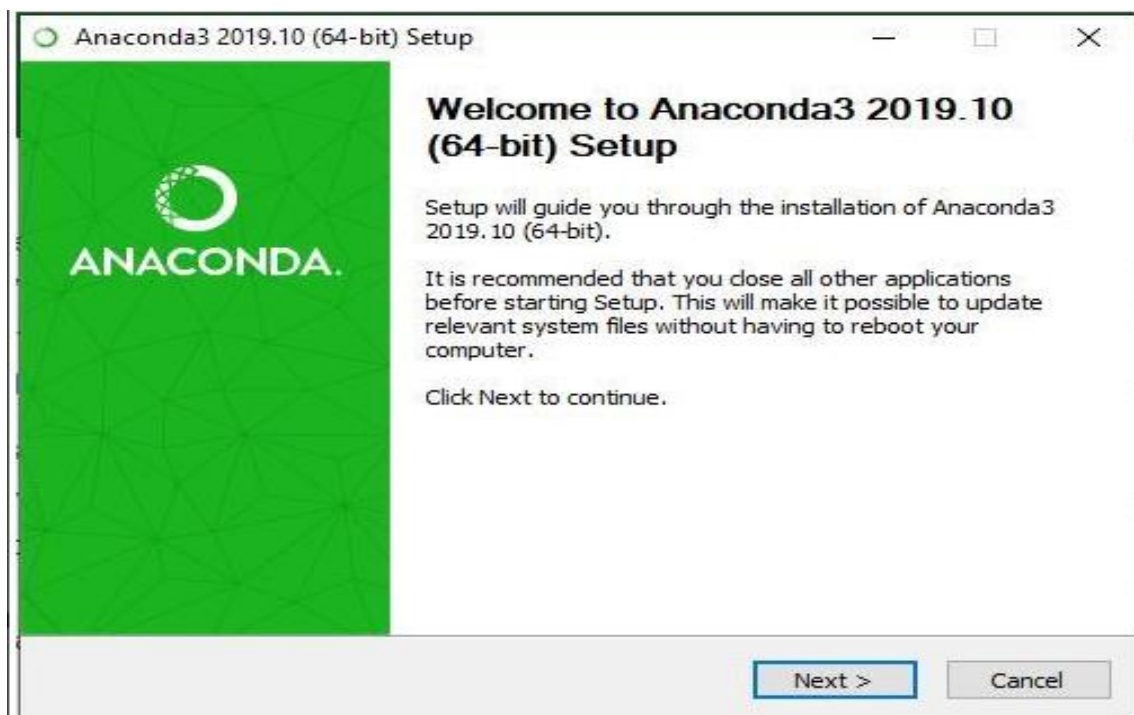 Anaconda3 2019.10 (64-bit) Setup
ANACONDA.
Welcome to Anaconda3 2019.10
(64-bit) Setup
Setup will guide you through the installation of Anaconda3
2019.10 (64-bit).
It is recommended that you close all other applications
before starting Setup. This will make it possible to update
relevant system files without having to reboot your
computer.
Click Next to continue.
Next >
Cancel